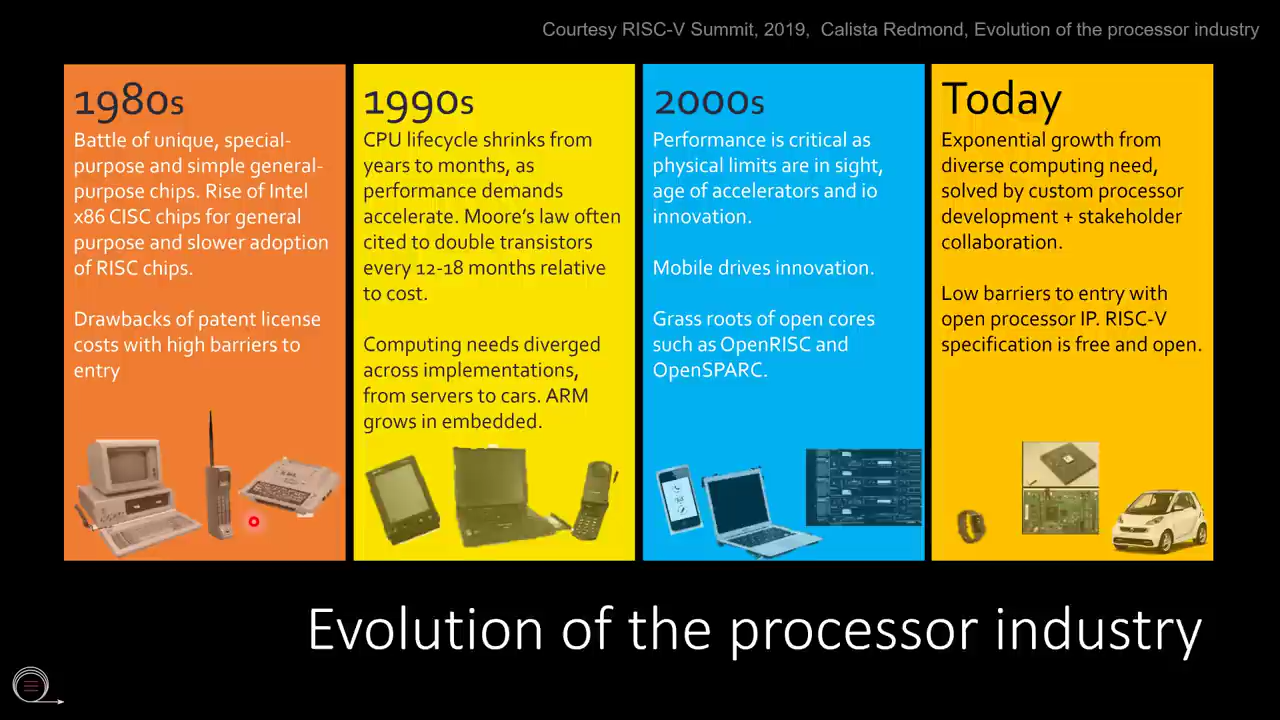 Courtesy RISC-V Summit, 2019, Calista Redmond, Evolution of the processor industry
1980s
Battle of unique, special-
purpose and simple general-
purpose chips. Rise of Intel
x86 CISC chips for general
purpose and slower adoption
of RISC chips.
Drawbacks of patent license
costs with high barriers to
entry
1990s
CPU lifecycle shrinks from
years to months, as
performance demands
accelerate. Moore's law often
cited to double transistors
every 12-18 months relative
to cost.
Computing needs diverged
across implementations,
from servers to cars. ARM
grows in embedded.
2000s
Performance is critical as
physical limits are in sight,
age of accelerators and io
innovation.
Mobile drives innovation.
Grass roots of open cores
such as OpenRISC and
OpenSPARC.
Today
Exponential growth from
diverse computing need,
solved by custom processor
development + stakeholder
collaboration.
Low barriers to entry with
open processor IP. RISC-V
specification is free and open.
Evolution of the processor industry